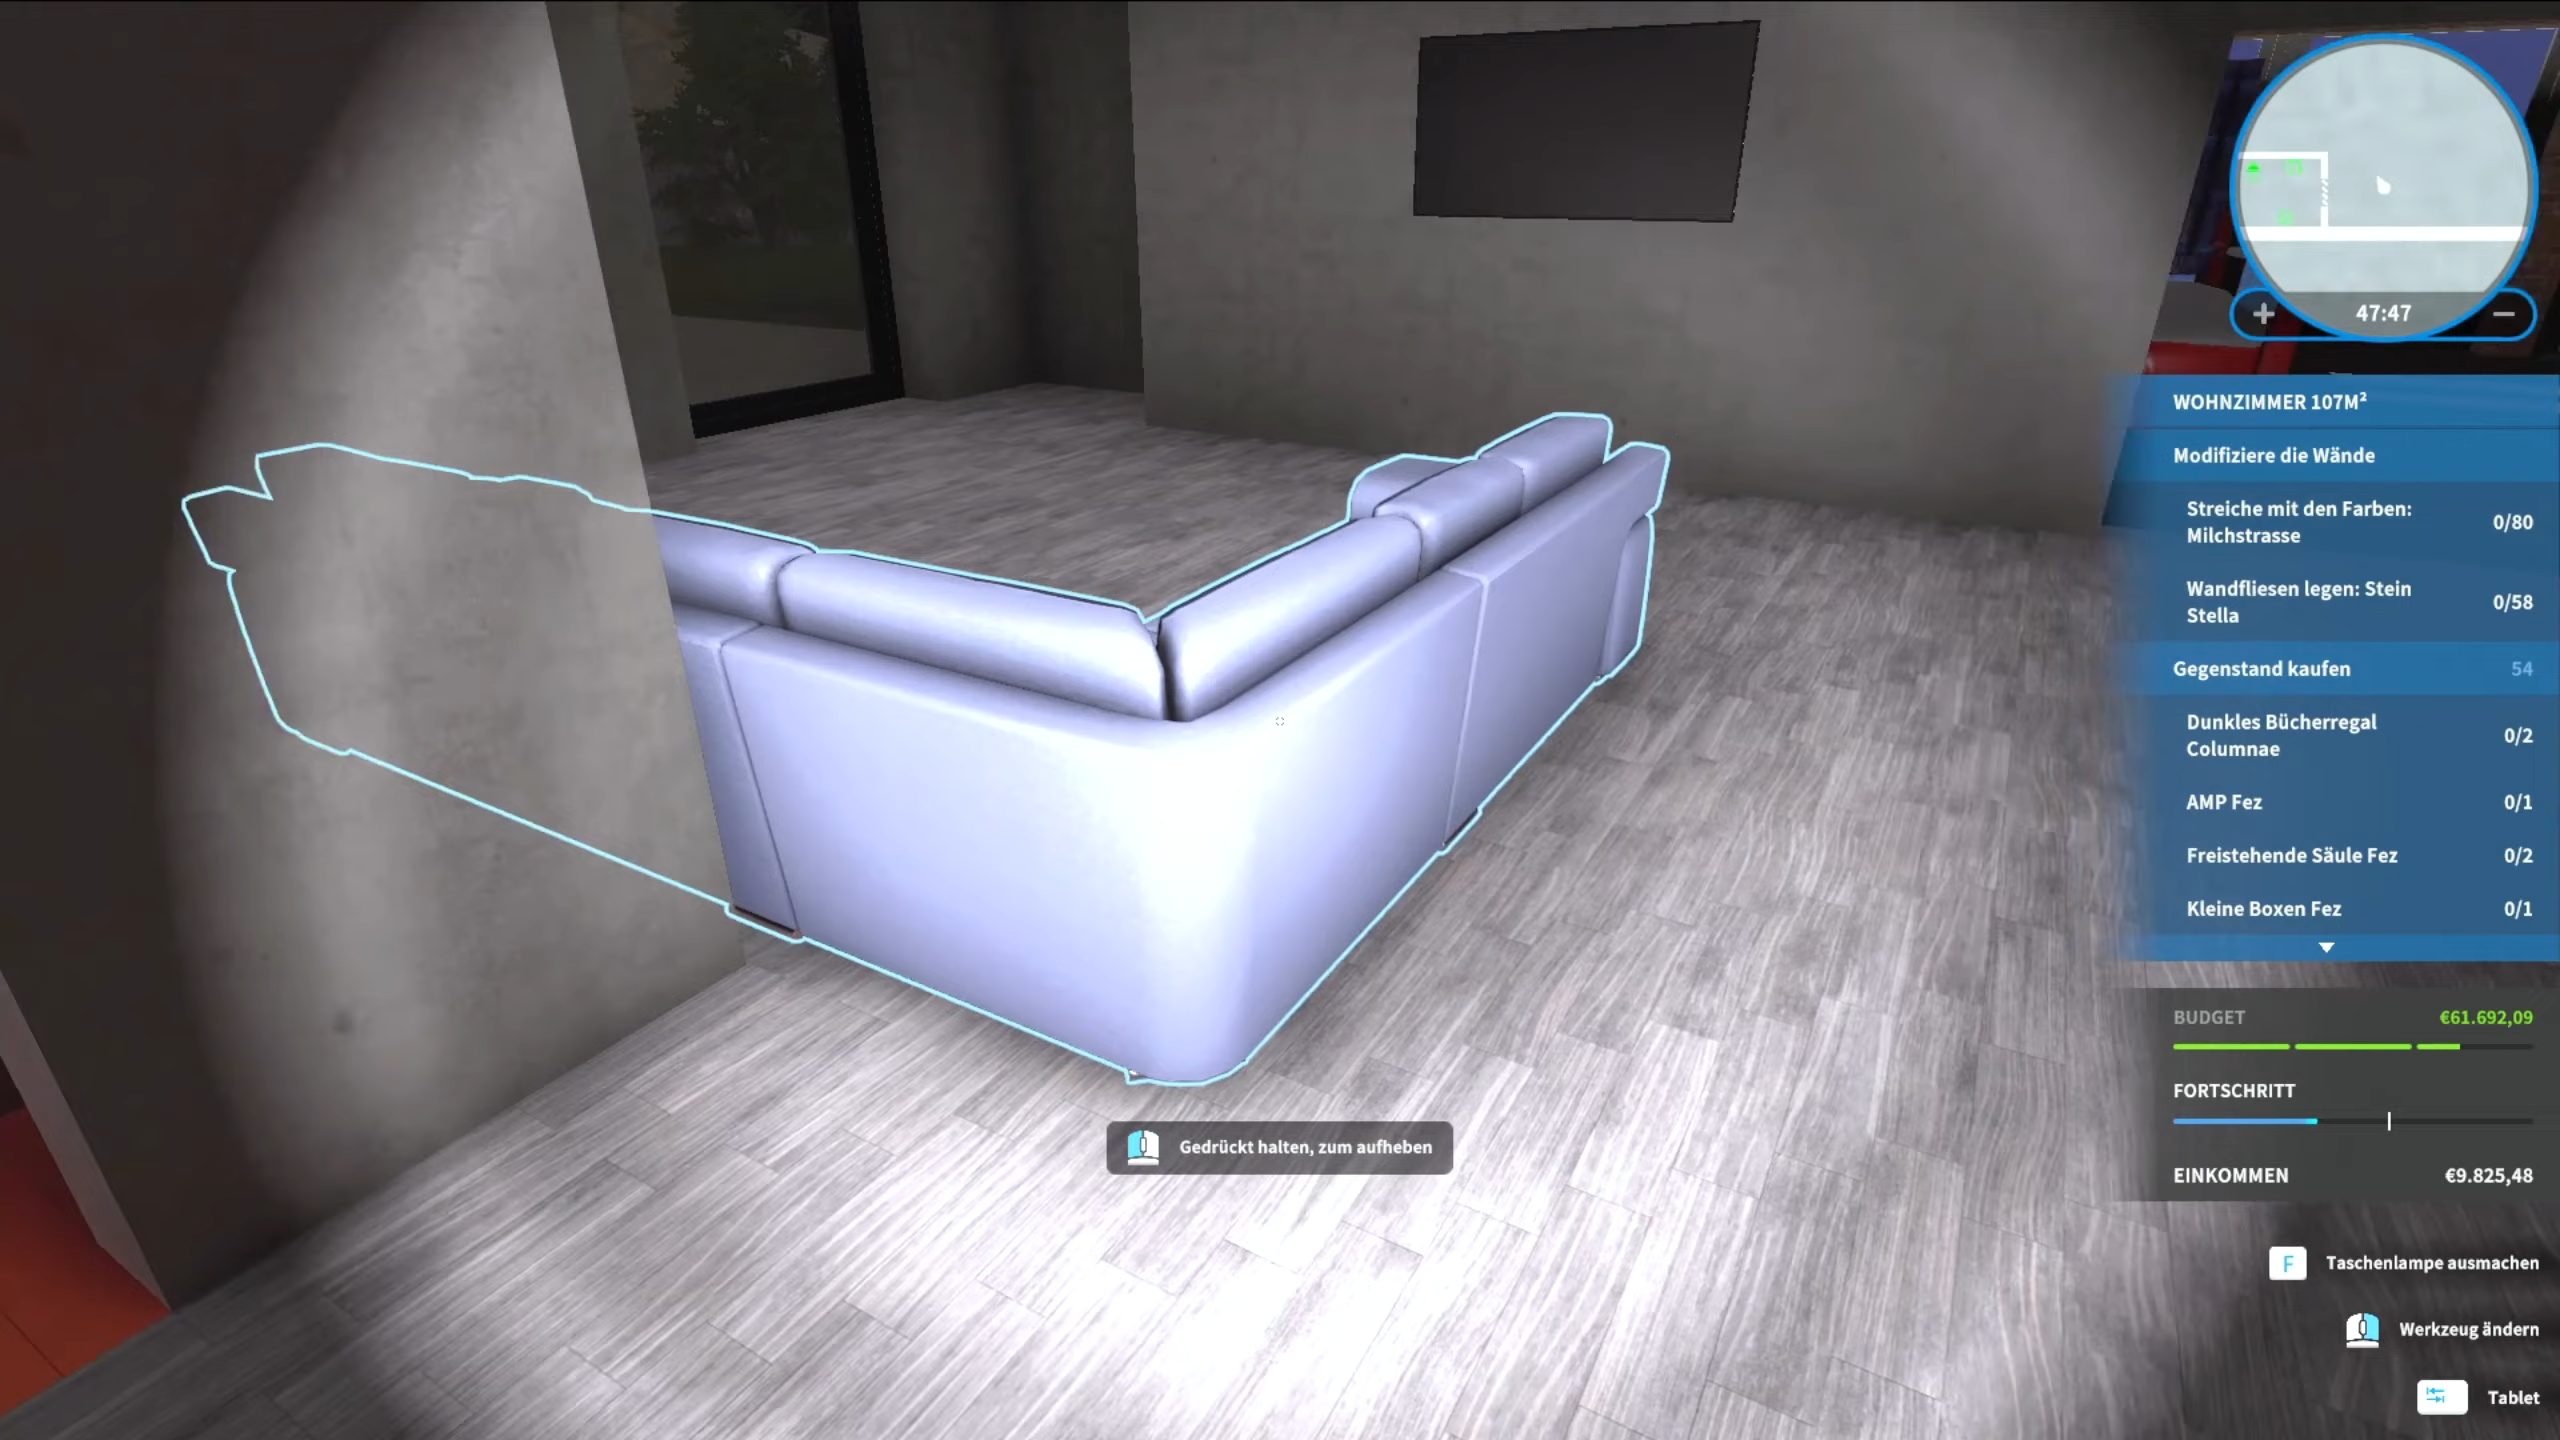 47:47
WOHNZIMMER 107M²
Modifiziere die Wände
Streiche mit den Farben:
Milchstrasse
0/80
Wandfliesen legen: Stein
Stella
0/58
Gegenstand kaufen 54
Dunkles Bücherregal
Columnae
0/2
AMP Fez 0/1
Freistehende Säule Fez 0/2
Kleine Boxen Fez 0/1
BUDGET €61.692,09
FORTSCHRITT
EINKOMMEN €9.825,48
Gedrückt halten, zum aufheben
F Taschenlampe ausmachen
Werkzeug ändern
Tablet